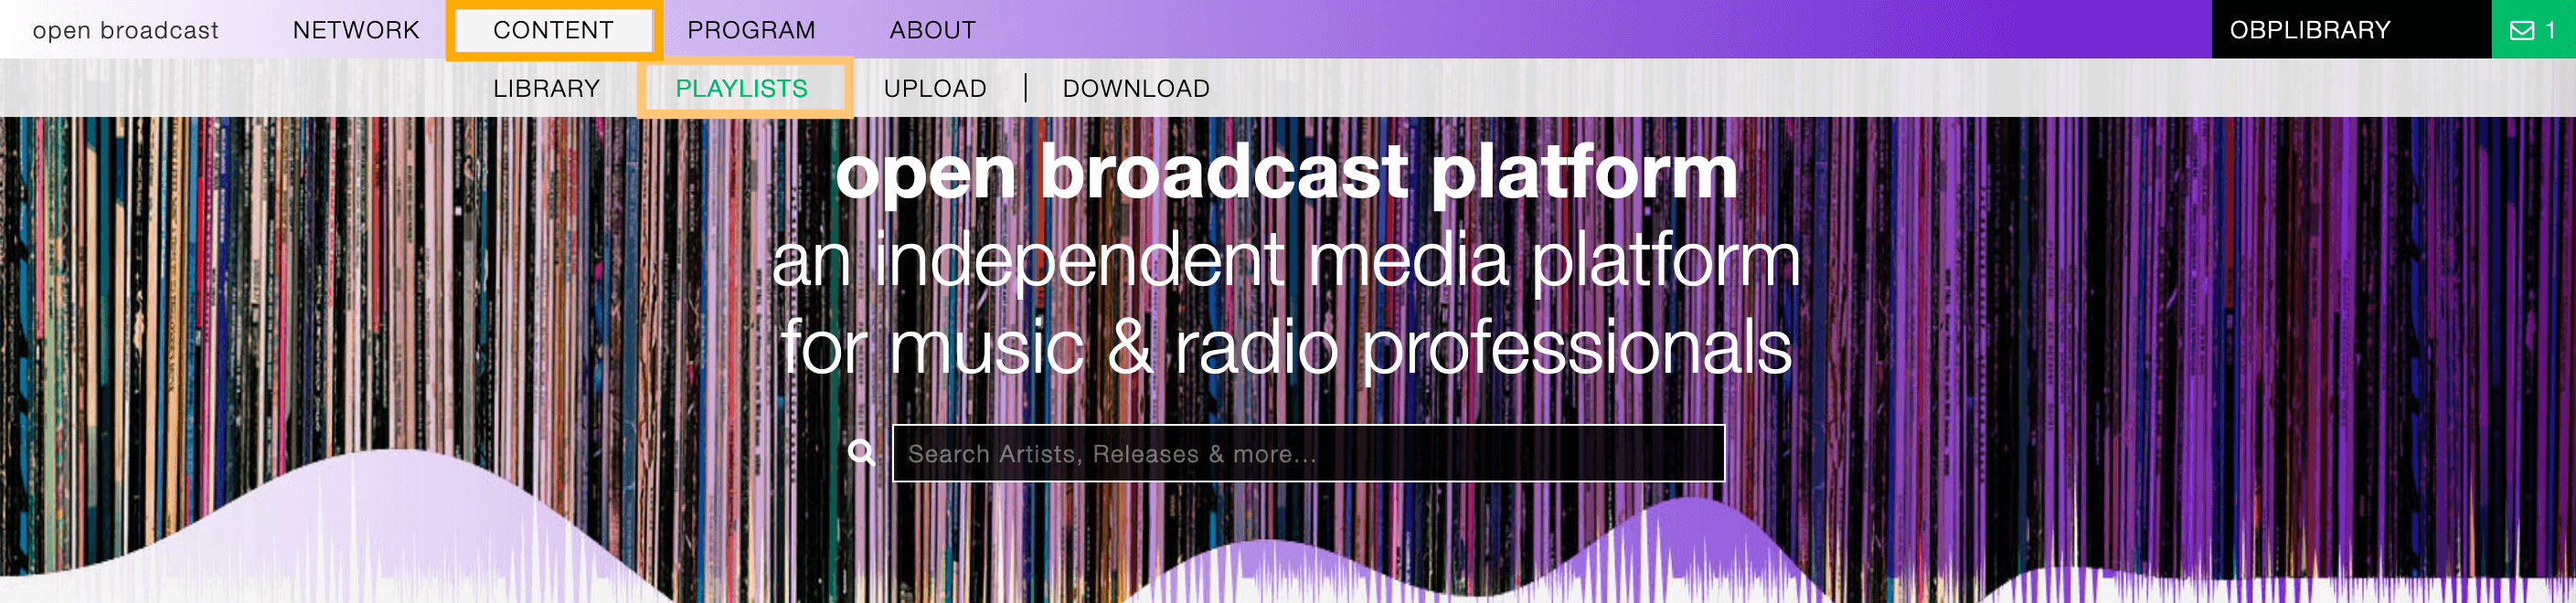 open broadcast NETWORK CONTENT PROGRAM ABOUT OBPLIBRARY 1
LIBRARY PLAYLISTS UPLOAD | DOWNLOAD
open broadcast platform
an independent media platform
for music & radio professionals
Search Artists, Releases & more...